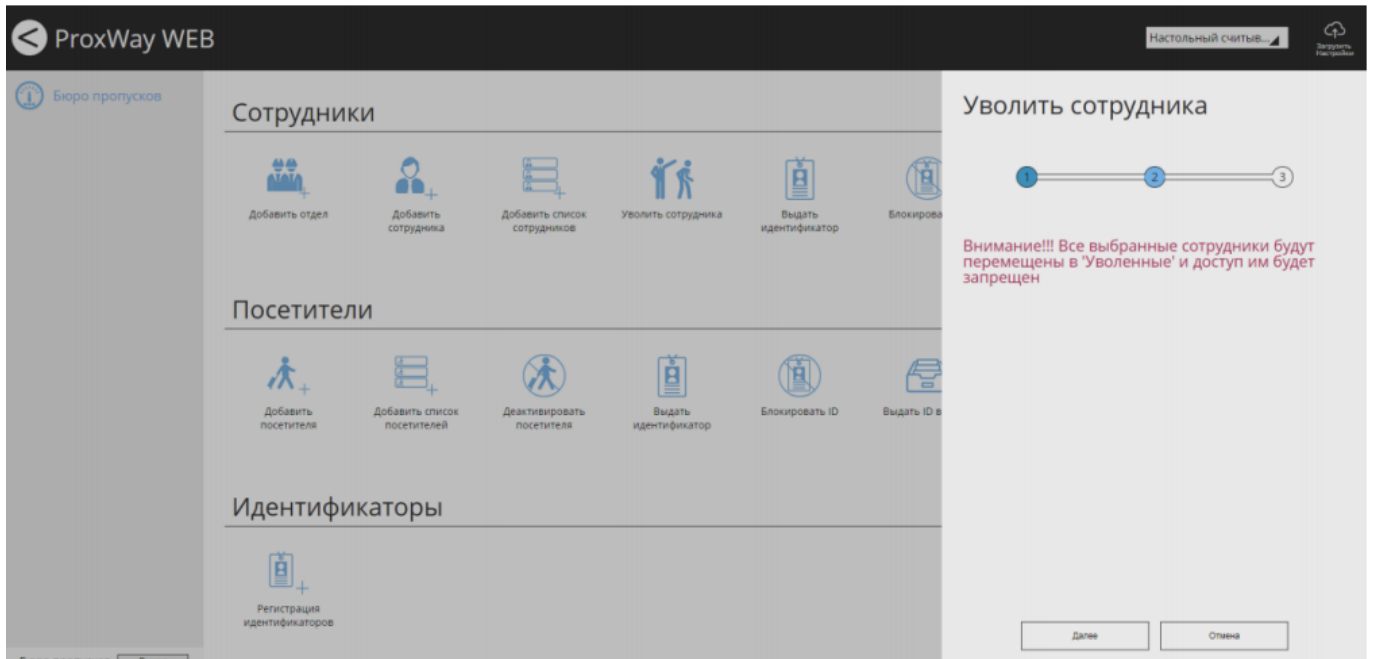 ProxWay WEB
Настольный считыв...
Загрузить
Настройки
Бюро пропусков
Сотрудники
Добавить отдел
Добавить
сотрудника
Добавить список
сотрудников
Уволить сотрудника
Выдать
идентификатор
Блокирова
Посетители
Добавить
посетителя
Добавить список
посетителей
Деактивировать
посетителя
Выдать
идентификатор
Блокировать ID
Выдать ID в
Идентификаторы
Регистрация
идентификаторов
Уволить сотрудника
1
2
3
Внимание!!! Все выбранные сотрудники будут
перемещены в 'Уволенные' и доступ им будет
запрещен
Далее
Отмена